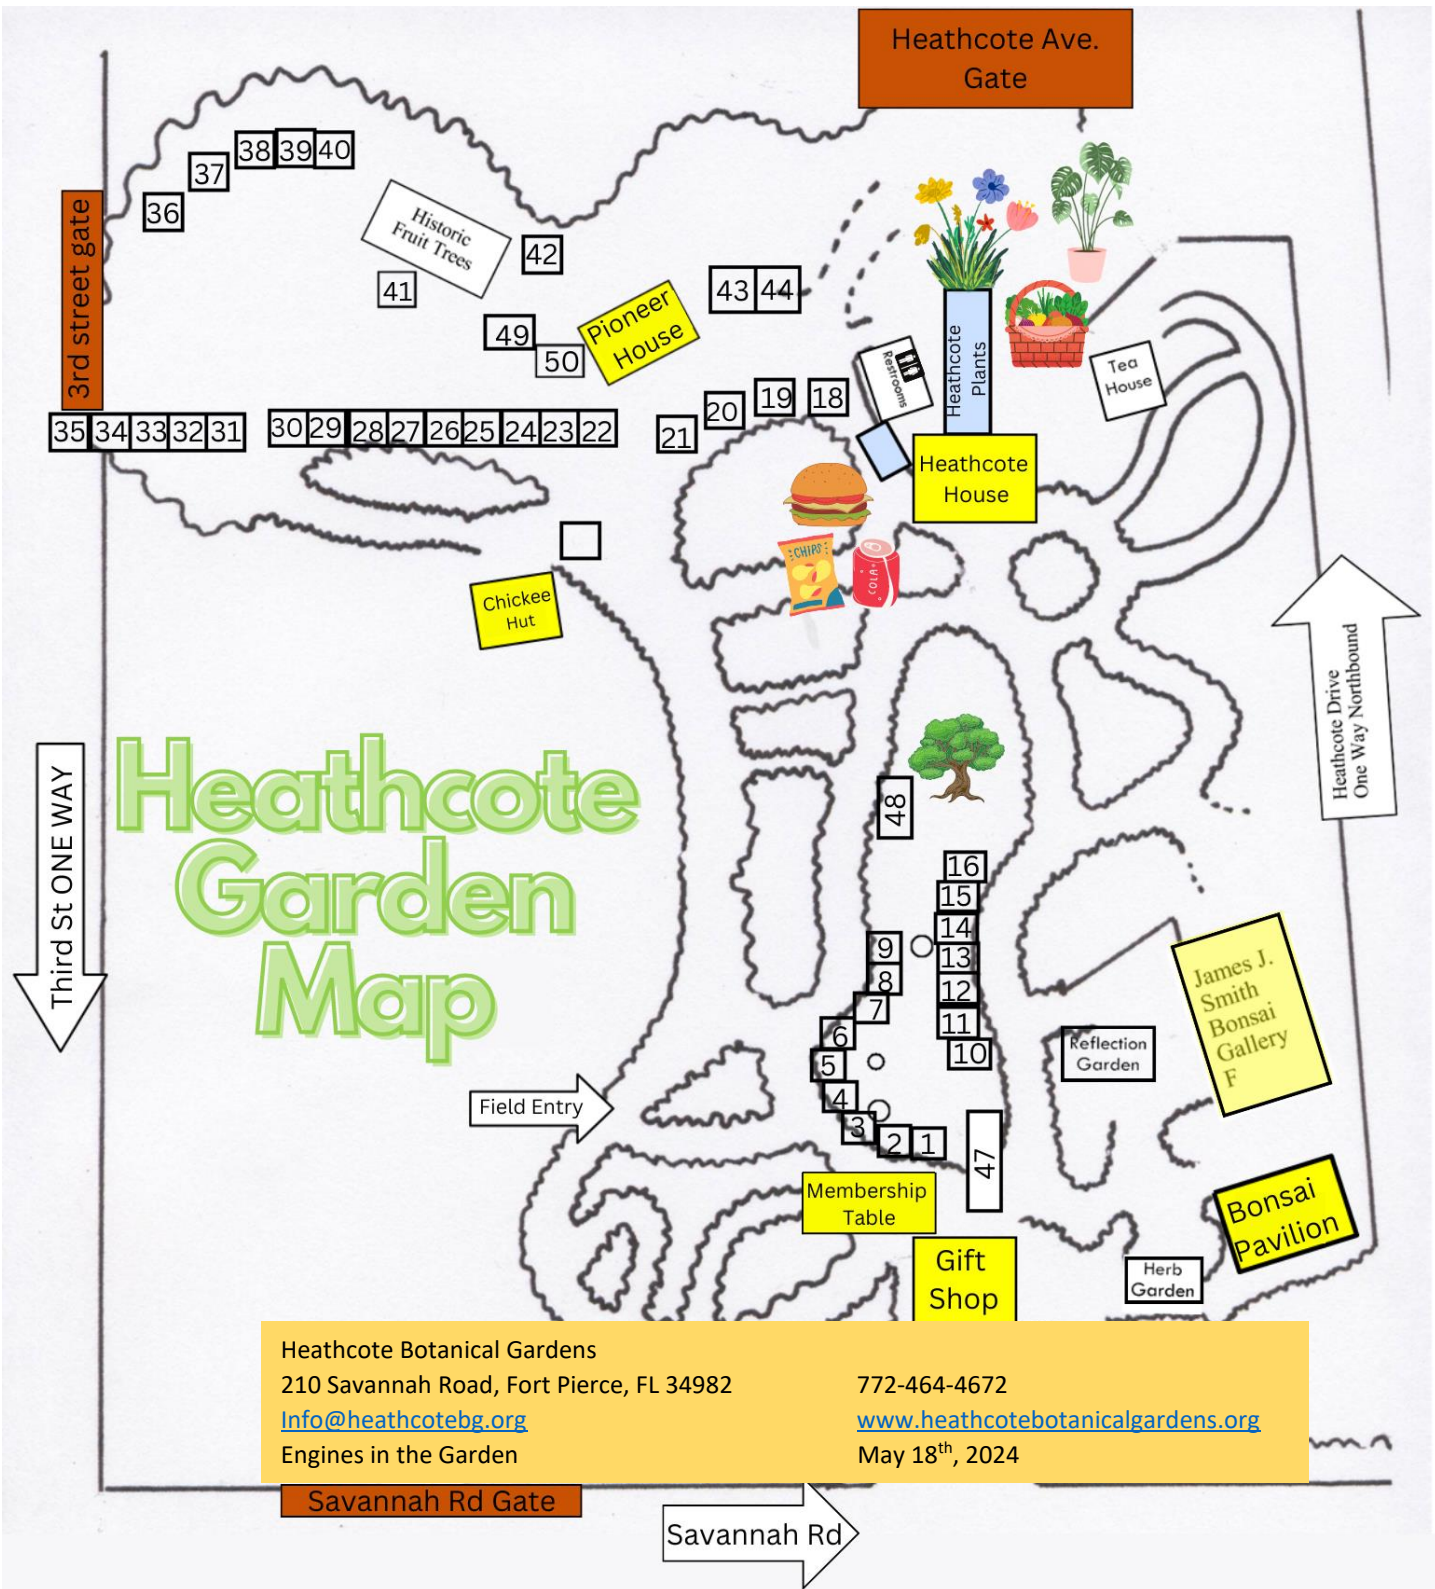 Heathcote Ave.
Gate
38 39 40
37
36
3rd street gate
Historic
Fruit Trees
42
41
43 44
49
50
Pioneer
House
Restrooms
Heathcote
Plants
Tea
House
35 34 33 32 31
30 29 28 27 26 25 24 23 22
21
20
19
18
Heathcote
House
CHIPS
COLA
Chickee
Hut
Heathcote Drive
One Way Northbound
Heathcote
Garden
Map
Third St ONE WAY
48
16
15
14
13
12
11
10
9
8
7
6
5
4
3
2
1
47
James J.
Smith
Bonsai
Gallery
F
Reflection
Garden
Field Entry
Membership
Table
Bonsai
Pavilion
Gift
Shop
Herb
Garden
Heathcote Botanical Gardens
210 Savannah Road, Fort Pierce, FL 34982 772-464-4672
Info@heathcotebg.org www.heathcotebotanicalgardens.org
Engines in the Garden May 18th, 2024
Savannah Rd Gate
Savannah Rd